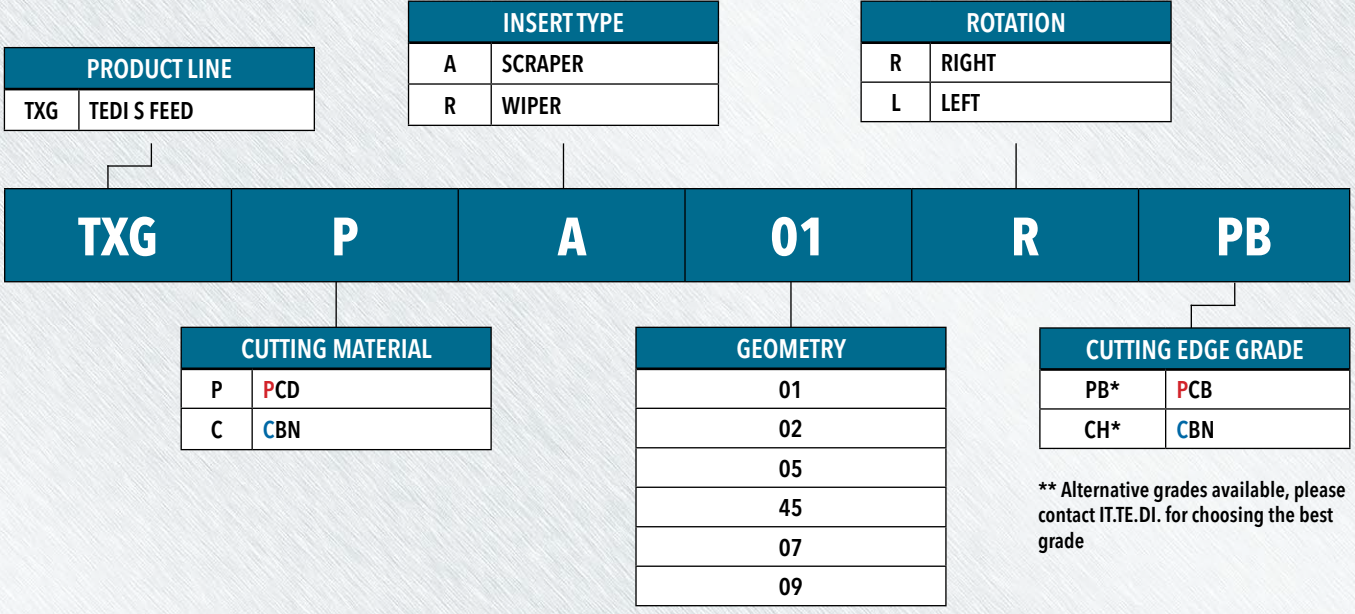 PRODUCT LINE
TXG TEDI S FEED
INSERT TYPE
A SCRAPER
R WIPER
ROTATION
R RIGHT
L LEFT
TXG P A 01 R PB
CUTTING MATERIAL
P PCD
C CBN
GEOMETRY
01
02
05
45
07
09
CUTTING EDGE GRADE
PB* PCB
CH* CBN
** Alternative grades available, please
contact IT.TE.DI. for choosing the best
grade